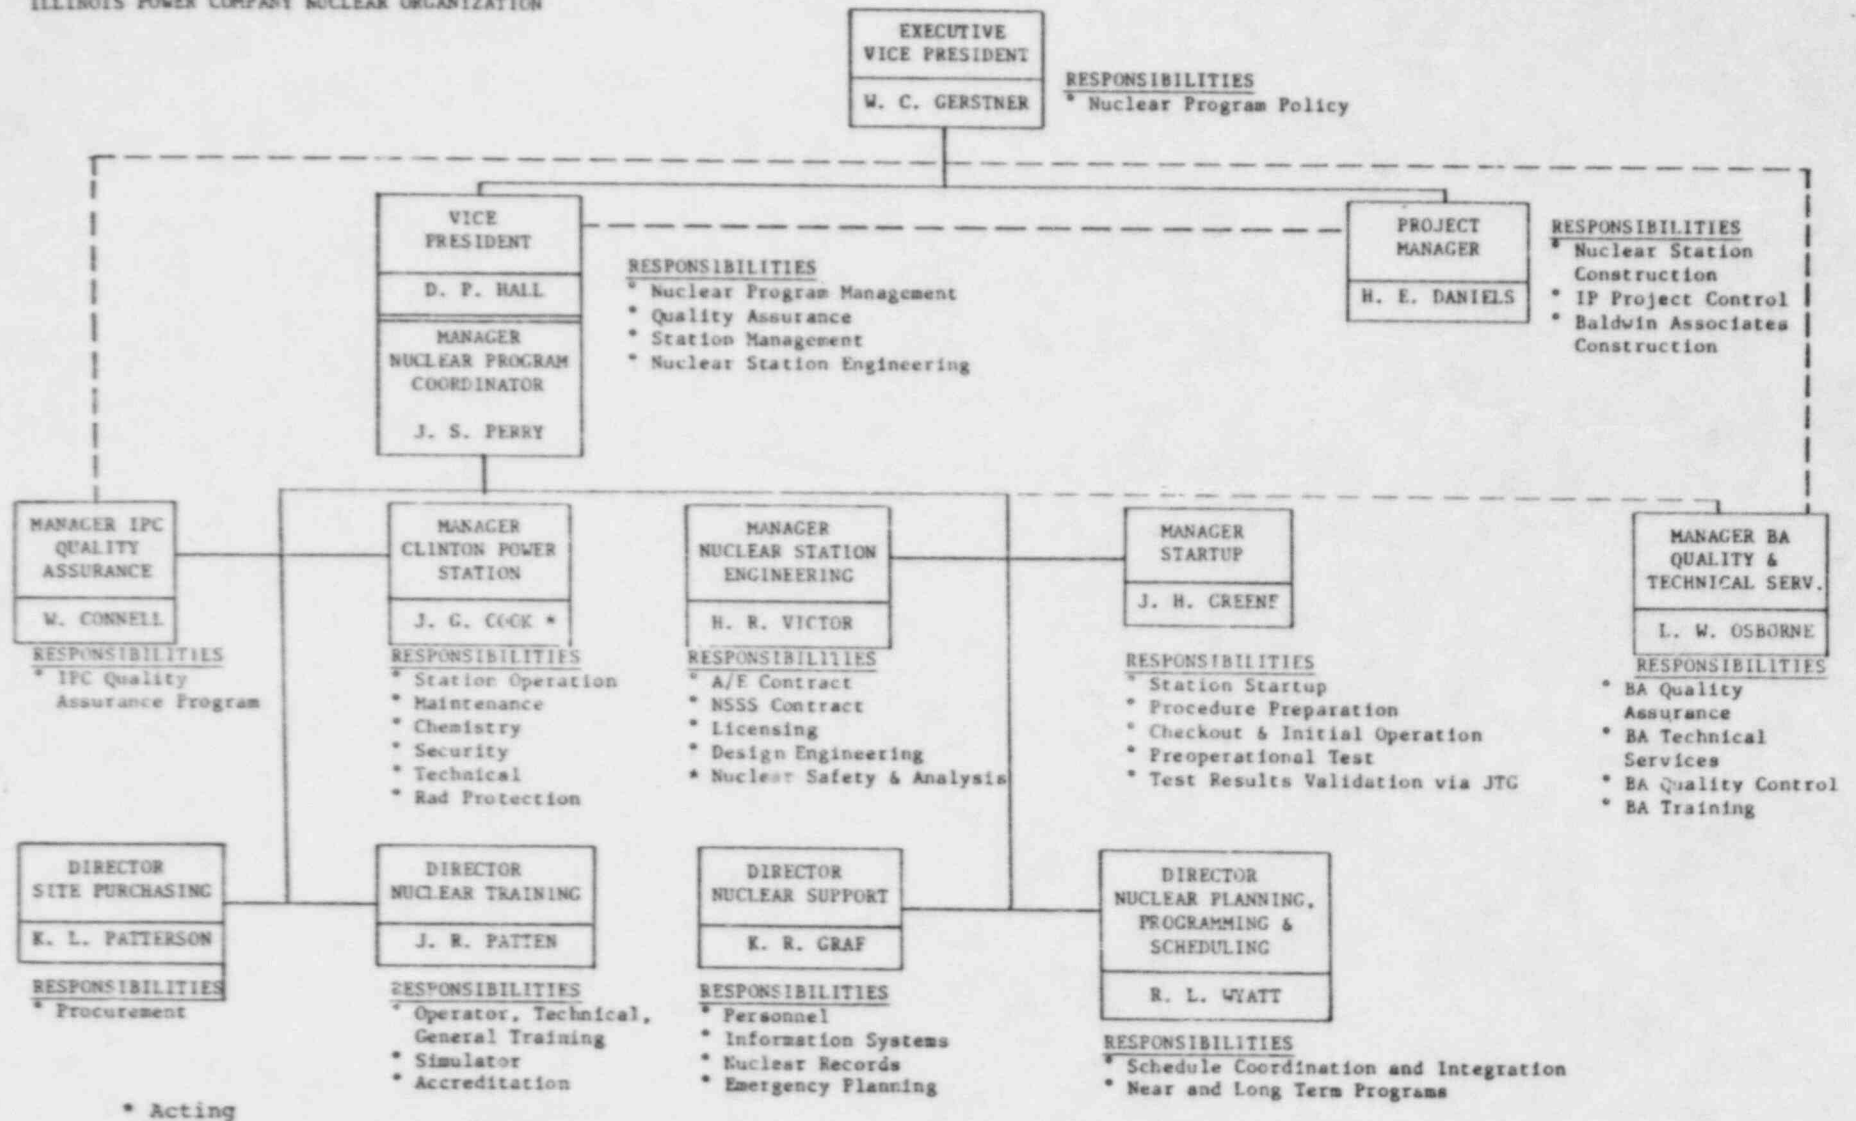 ILLINOIS POWER COMPANY NUCLEAR ORGANIZATION
EXECUTIVE
VICE PRESIDENT
W. C. GERSTNER
RESPONSIBILITIES
* Nuclear Program Policy
VICE
PRESIDENT
D. P. HALL
MANAGER
NUCLEAR PROGRAM
COORDINATOR
J. S. PERRY
RESPONSIBILITIES
* Nuclear Program Management
* Quality Assurance
* Station Management
* Nuclear Station Engineering
PROJECT
MANAGER
H. E. DANIELS
RESPONSIBILITIES
* Nuclear Station
Construction
* IP Project Control
* Baldwin Associates
Construction
MANAGER IPC
QUALITY
ASSURANCE
W. CONNELL
RESPONSIBILITIES
* IPC Quality
Assurance Program
MANAGER
CLINTON POWER
STATION
J. G. COOK *
RESPONSIBILITIES
* Station Operation
* Maintenance
* Chemistry
* Security
* Technical
* Rad Protection
MANAGER
NUCLEAR STATION
ENGINEERING
H. R. VICTOR
RESPONSIBILITIES
* A/E Contract
* NSSS Contract
* Licensing
* Design Engineering
* Nuclear Safety & Analysis
MANAGER
STARTUP
J. H. GREENE
RESPONSIBILITIES
* Station Startup
* Procedure Preparation
* Checkout & Initial Operation
* Preoperational Test
* Test Results Validation via JTG
MANAGER BA
QUALITY &
TECHNICAL SERV.
L. W. OSBORNE
RESPONSIBILITIES
* BA Quality
Assurance
* BA Technical
Services
* BA Quality Control
* BA Training
DIRECTOR
SITE PURCHASING
K. L. PATTERSON
RESPONSIBILITIES
* Procurement
DIRECTOR
NUCLEAR TRAINING
J. R. PATTEN
RESPONSIBILITIES
* Operator, Technical,
General Training
* Simulator
* Accreditation
DIRECTOR
NUCLEAR SUPPORT
K. R. GRAF
RESPONSIBILITIES
* Personnel
* Information Systems
* Nuclear Records
* Emergency Planning
DIRECTOR
NUCLEAR PLANNING,
PROGRAMMING &
SCHEDULING
R. L. WYATT
RESPONSIBILITIES
* Schedule Coordination and Integration
* Near and Long Term Programs
* Acting